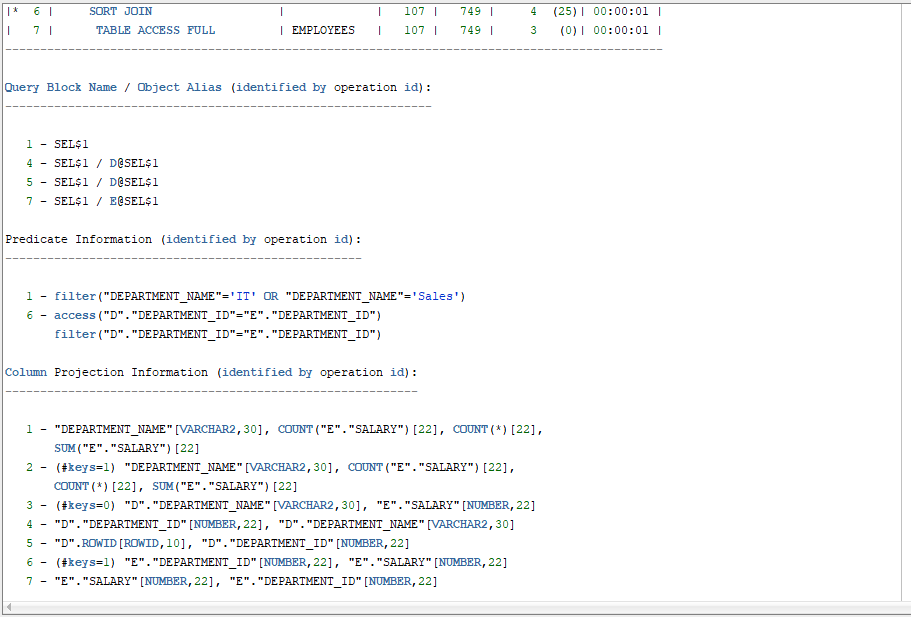 |* 6 | SORT JOIN | | 107 | 749 | 4 (25)| 00:00:01 |
| 7 | TABLE ACCESS FULL | EMPLOYEES | 107 | 749 | 3 (0)| 00:00:01 |
----------------------------------------------------------------------------------------------
Query Block Name / Object Alias (identified by operation id):
-------------------------------------------------------------
1 - SEL$1
4 - SEL$1 / D@SEL$1
5 - SEL$1 / D@SEL$1
7 - SEL$1 / E@SEL$1
Predicate Information (identified by operation id):
---------------------------------------------------
1 - filter("DEPARTMENT_NAME"='IT' OR "DEPARTMENT_NAME"='Sales')
6 - access("D"."DEPARTMENT_ID"="E"."DEPARTMENT_ID")
filter("D"."DEPARTMENT_ID"="E"."DEPARTMENT_ID")
Column Projection Information (identified by operation id):
-----------------------------------------------------------
1 - "DEPARTMENT_NAME"[VARCHAR2,30], COUNT("E"."SALARY")[22], COUNT(*)[22],
SUM("E"."SALARY")[22]
2 - (#keys=1) "DEPARTMENT_NAME"[VARCHAR2,30], COUNT("E"."SALARY")[22],
COUNT(*)[22], SUM("E"."SALARY")[22]
3 - (#keys=0) "D"."DEPARTMENT_NAME"[VARCHAR2,30], "E"."SALARY"[NUMBER,22]
4 - "D"."DEPARTMENT_ID"[NUMBER,22], "D"."DEPARTMENT_NAME"[VARCHAR2,30]
5 - "D".ROWID[ROWID,10], "D"."DEPARTMENT_ID"[NUMBER,22]
6 - (#keys=1) "E"."DEPARTMENT_ID"[NUMBER,22], "E"."SALARY"[NUMBER,22]
7 - "E"."SALARY"[NUMBER,22], "E"."DEPARTMENT_ID"[NUMBER,22]